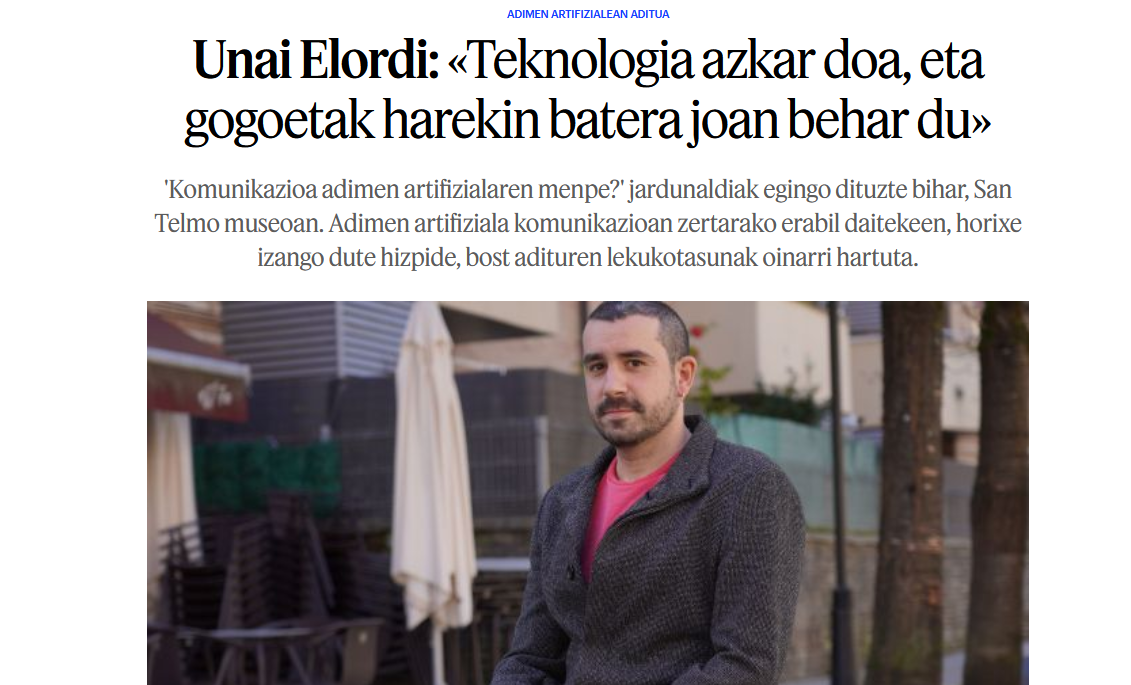 ADIMEN ARTIFIZIALEAN ADITUA
Unai Elordi: «Teknologia azkar doa, eta
gogoetak harekin batera joan behar du»
'Komunikazioa adimen artifizialaren menpe?' jardunaldiak egingo dituzte bihar, San
Telmo museoan. Adimen artifiziala komunikazioan zertarako erabil daitekeen, horixe
izango dute hizpide, bost adituren lekukotasunak oinarri hartuta.